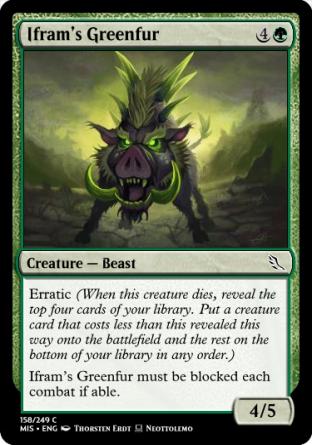 Ifram's Greenfur 4
Creature — Beast
Erratic (When this creature dies, reveal the
top four cards of your library. Put a creature
card that costs less than this revealed this
way onto the battlefield and the rest on the
bottom of your library in any order.)
Ifram's Greenfur must be blocked each
combat if able.
4/5
158/249 C
MIS • ENG Thorsten Erdt & Neottolemo